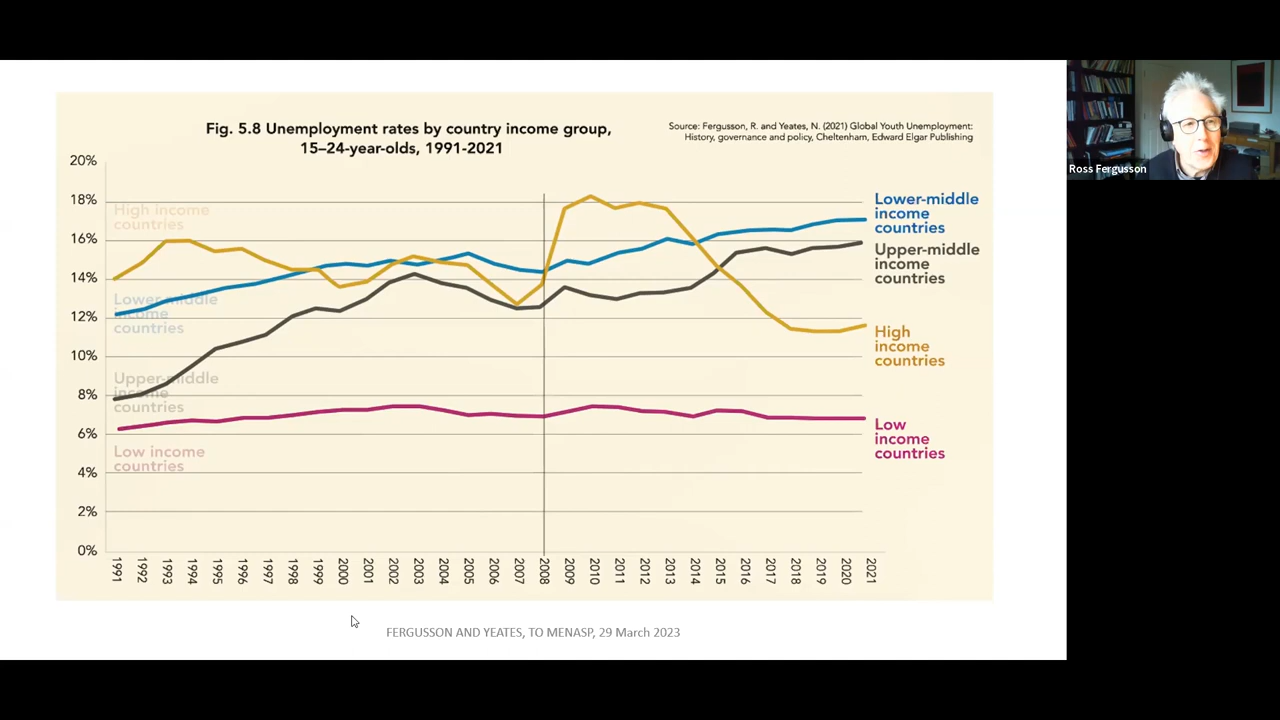 Fig. 5.8 Unemployment rates by country income group,
15–24-year-olds, 1991-2021
Source: Fergusson, R. and Yeates, N. (2021) Global Youth Unemployment:
History, governance and policy, Cheltenham, Edward Elgar Publishing
Ross Fergusson
20%
18%
16%
14%
12%
10%
8%
6%
4%
2%
0%
High income
countries
Lower-middle
income
countries
Upper-middle
income
countries
Low income
countries
Lower-middle
income
countries
Upper-middle
income
countries
High
income
countries
Low
income
countries
1991
1992
1993
1994
1995
1996
1997
1998
1999
2000
2001
2002
2003
2004
2005
2006
2007
2008
2009
2010
2011
2012
2013
2014
2015
2016
2017
2018
2019
2020
2021
FERGUSSON AND YEATES, TO MENASP, 29 March 2023